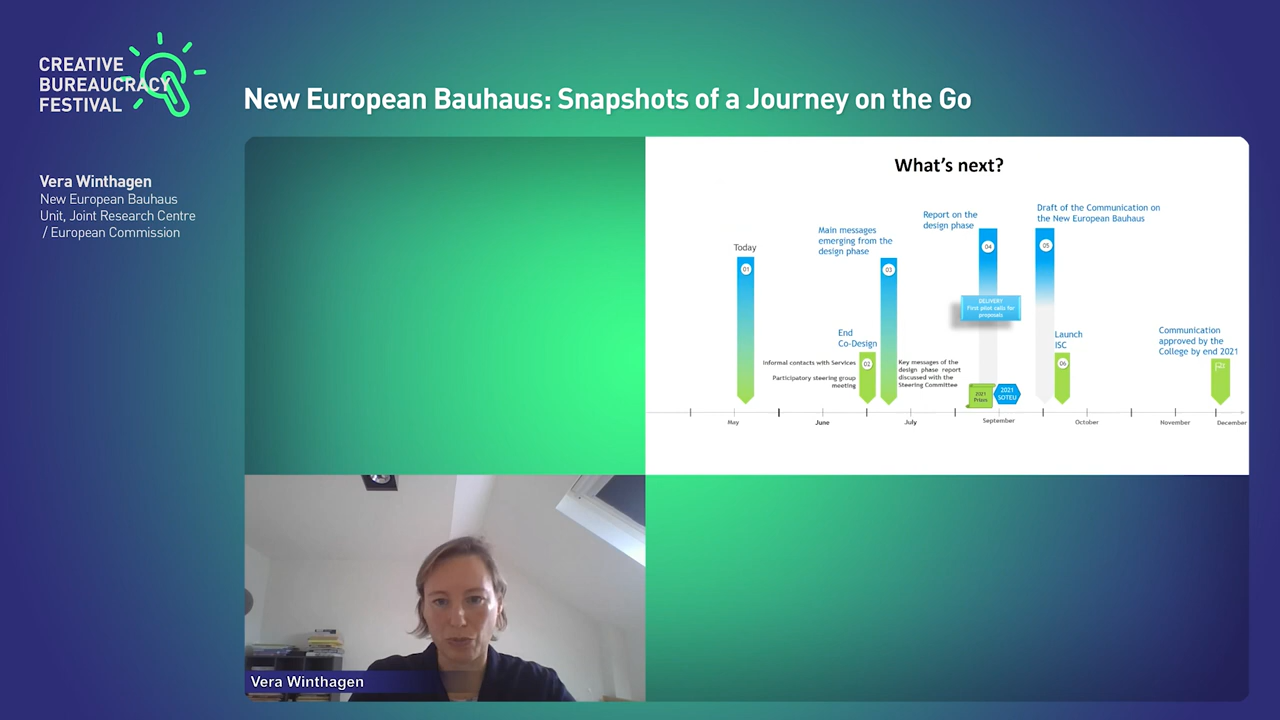 CREATIVE
BUREAUCRACY
FESTIVAL
New European Bauhaus: Snapshots of a Journey on the Go
Vera Winthagen
New European Bauhaus
Unit, Joint Research Centre
/ European Commission
What's next?
Today
01
Main messages
emerging from the
design phase
03
Report on the
design phase
04
Draft of the Communication on
the New European Bauhaus
05
DELIVERY
First pilot calls for
proposals
End
Co-Design
02
Informal contacts with Services
Participatory steering group
meeting
Key messages of the
design phase report
discussed with the
Steering Committee
2021
Prizes
2021
SOTEU
Launch
ISC
06
Communication
approved by the
College by end 2021
May
June
July
September
October
November
December
Vera Winthagen